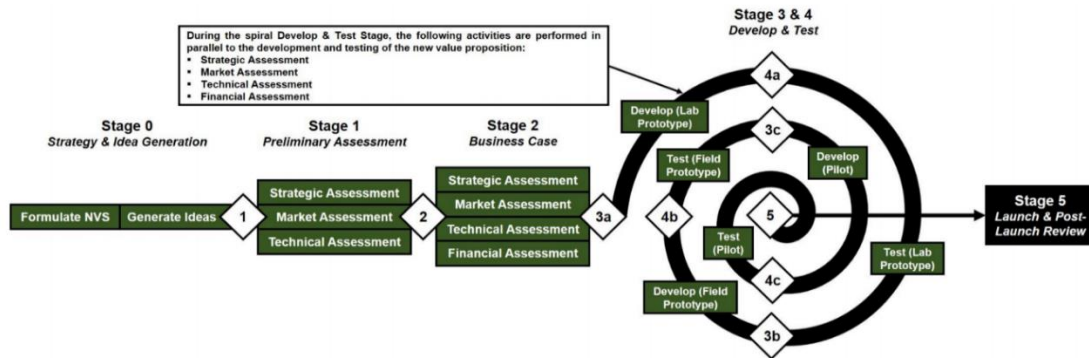 Stage 3 & 4
Develop & Test
During the spiral Develop & Test Stage, the following activities are performed in
parallel to the development and testing of the new value proposition:
▪ Strategic Assessment
▪ Market Assessment
▪ Technical Assessment
▪ Financial Assessment
Stage 0
Strategy & Idea Generation
Formulate NVS
Generate Ideas
1
Stage 1
Preliminary Assessment
Strategic Assessment
Market Assessment
Technical Assessment
2
Stage 2
Business Case
Strategic Assessment
Market Assessment
Technical Assessment
Financial Assessment
3a
Develop (Lab
Prototype)
4a
Test (Lab
Prototype)
3b
Develop (Field
Prototype)
4b
Test (Field
Prototype)
3c
Develop
(Pilot)
4c
Test
(Pilot)
5
Stage 5
Launch & Post-
Launch Review